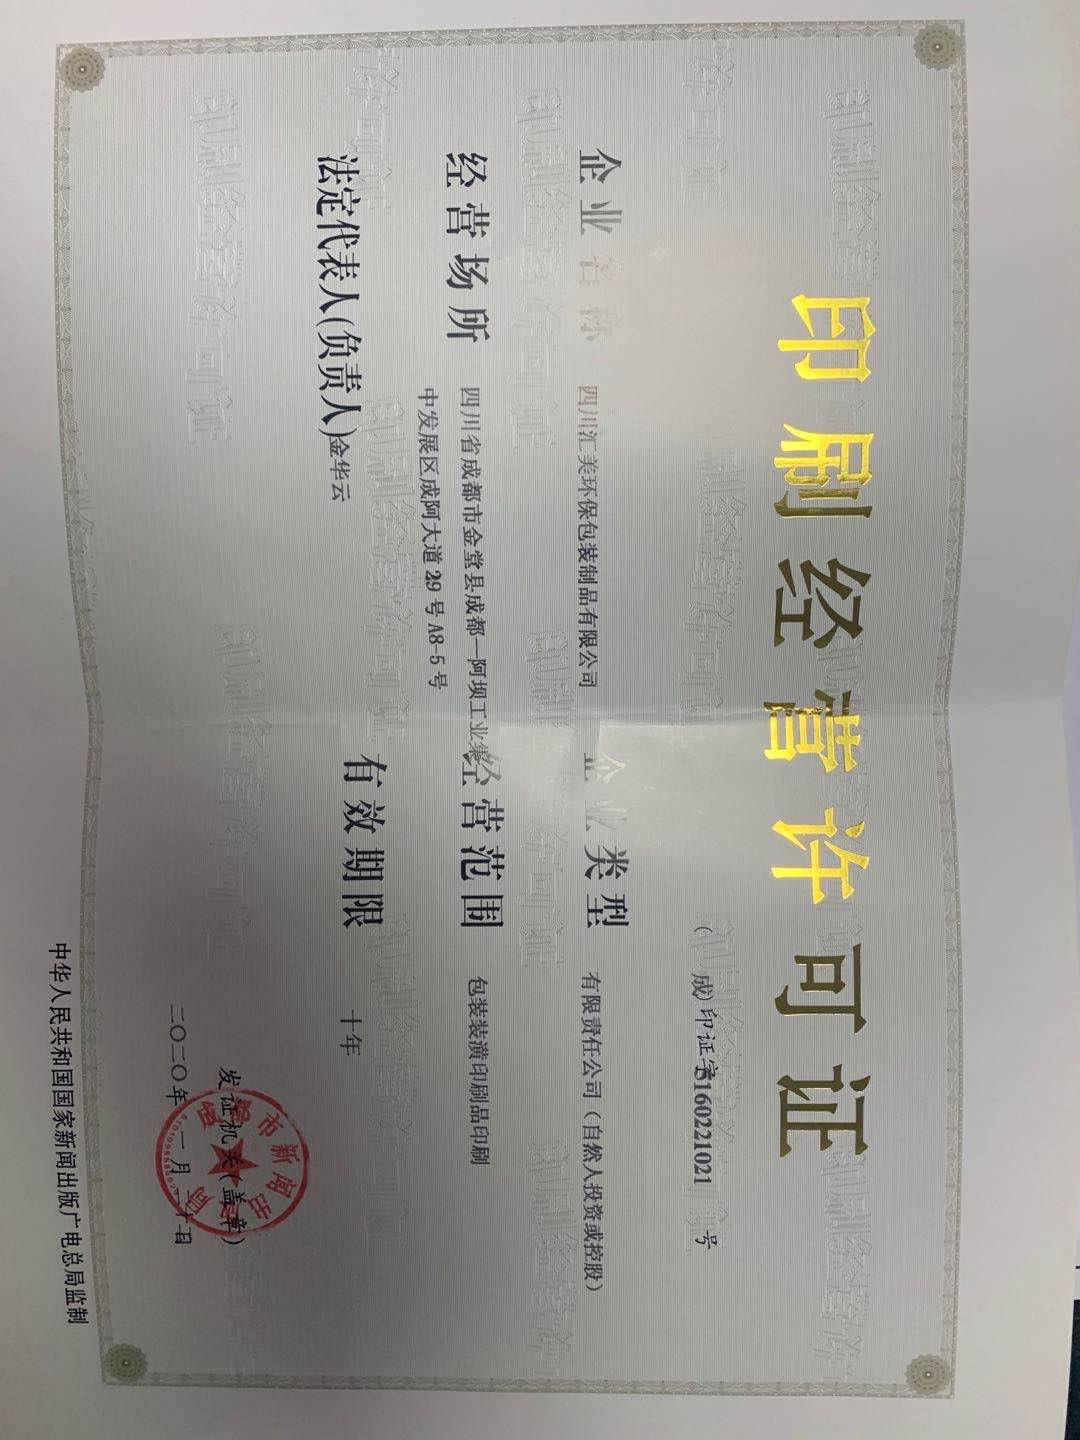 印刷经营许可证
(成)印证字5160221021号
企业名称 四川汇美环保包装制品有限公司
企业类型 有限责任公司(自然人投资或控股)
经营场所 四川省成都市金堂县成都—阿坝工业集
中发展区成阿大道29号A8-5号
经营范围 包装装潢印刷品印刷
法定代表人(负责人)金华云
有效期限 十年
发证机关(盖章)
二〇二〇年一月二十日
中华人民共和国国家新闻出版广电总局监制